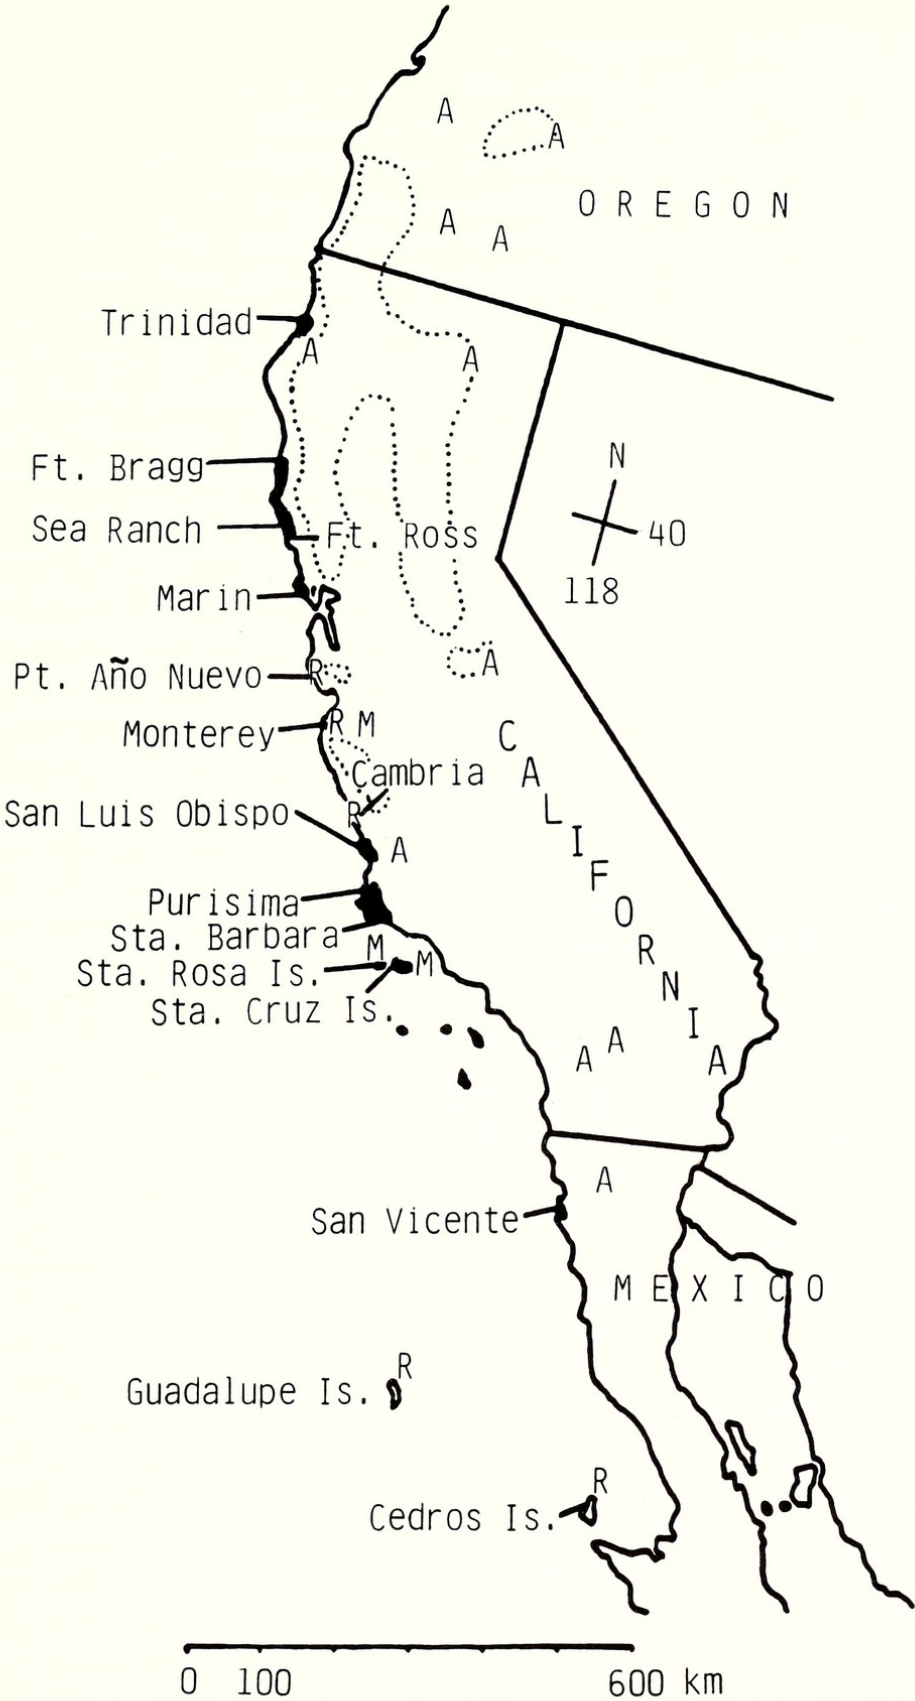 A
A
O R E G O N
A
A
Trinidad
A
A
N
Ft. Bragg
Sea Ranch
Ft. Ross
40
118
Marin
A
Pt. Año Nuevo
R
R M
Monterey
CALIFORNIA
Cambria
San Luis Obispo
R
A
Purisima
Sta. Barbara
M
M
Sta. Rosa Is.
Sta. Cruz Is.
A
A
A
San Vicente
M E X I C O
R
Guadalupe Is.
R
Cedros Is.
0 100 600 km